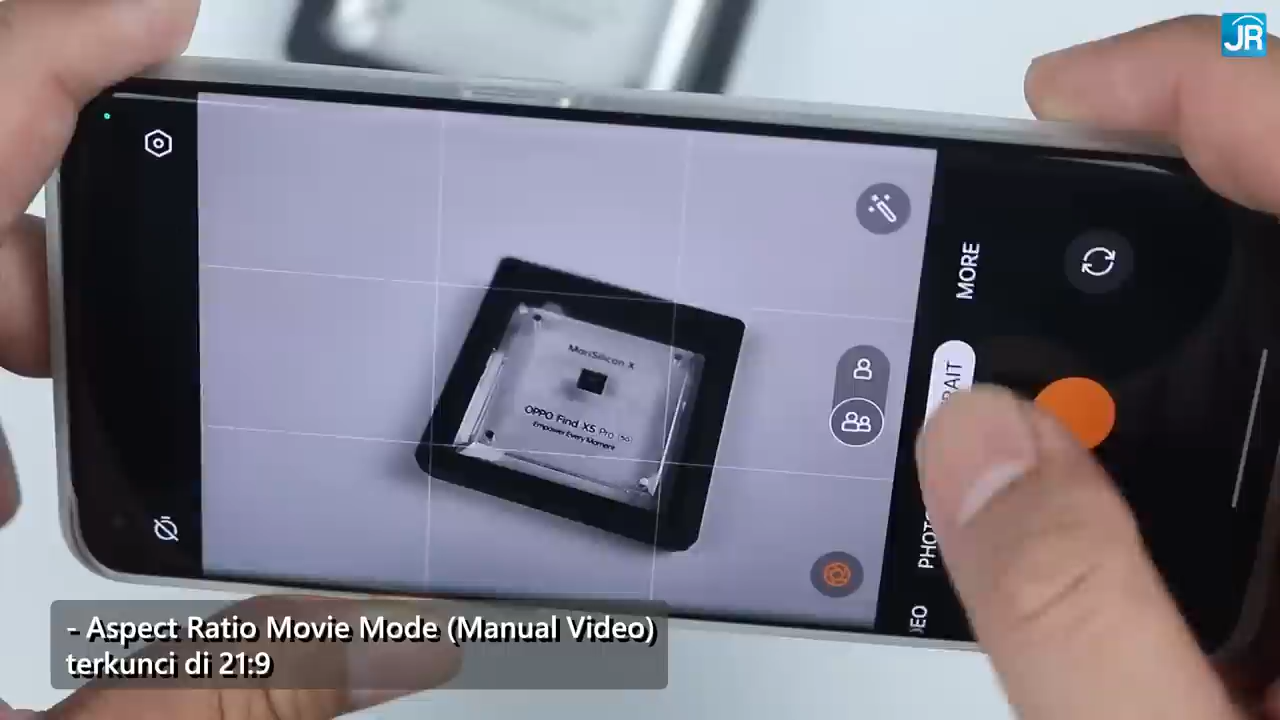 JR
MORE
MariSilicon X
OPPO Find X5 Pro
Empower Every Moment
- Aspect Ratio Movie Mode (Manual Video)
terkunci di 21:9